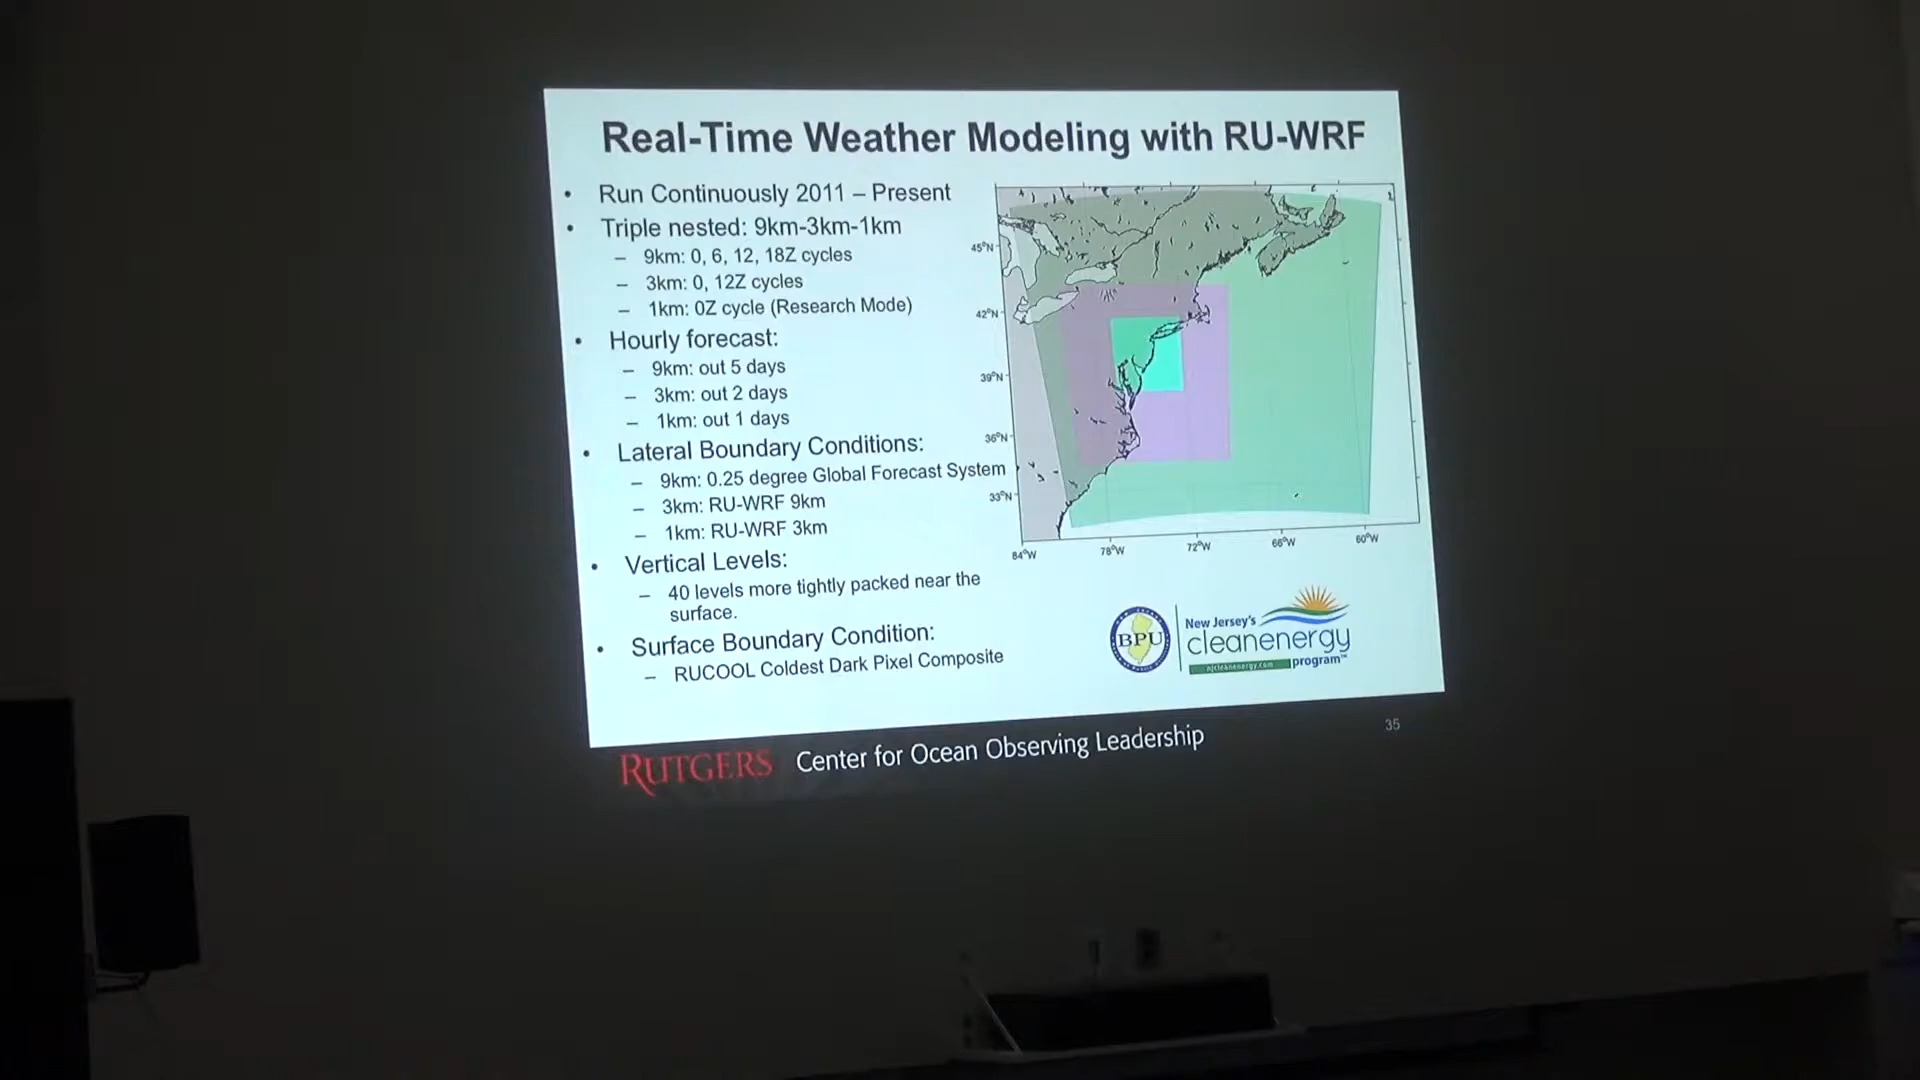 Real-Time Weather Modeling with RU-WRF
• Run Continuously 2011 – Present
• Triple nested: 9km-3km-1km
– 9km: 0, 6, 12, 18Z cycles
– 3km: 0, 12Z cycles
– 1km: 0Z cycle (Research Mode)
• Hourly forecast:
– 9km: out 5 days
– 3km: out 2 days
– 1km: out 1 days
• Lateral Boundary Conditions:
– 9km: 0.25 degree Global Forecast System
– 3km: RU-WRF 9km
– 1km: RU-WRF 3km
• Vertical Levels:
– 40 levels more tightly packed near the
surface.
• Surface Boundary Condition:
– RUCOOL Coldest Dark Pixel Composite
45°N
42°N
39°N
36°N
33°N
84°W
78°W
72°W
66°W
60°W
BPU
New Jersey's
cleanenergy
njcleanenergy.com
program™
35
RUTGERS Center for Ocean Observing Leadership